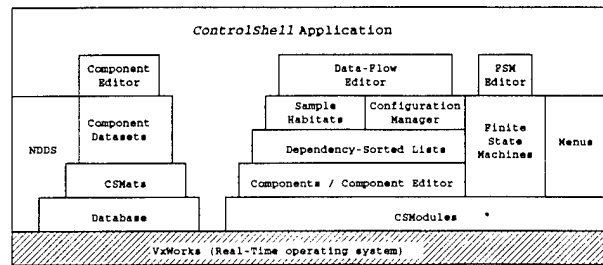 ControlShell Application
Component
Editor
Data-Flow
Editor
FSM
Editor
NDDS
Component
Datasets
Sample
Habitats
Configuration
Manager
Finite
State
Machines
Menus
Dependency-Sorted Lists
CSMats
Components / Component Editor
Database
CSModules
VxWorks (Real-Time operating system)